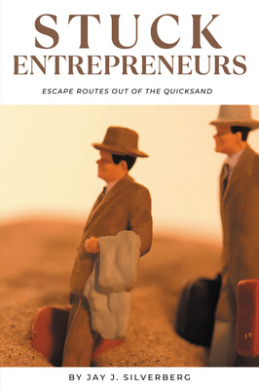 STUCK
ENTREPRENEURS
ESCAPE ROUTES OUT OF THE QUICKSAND
BY JAY J. SILVERBERG